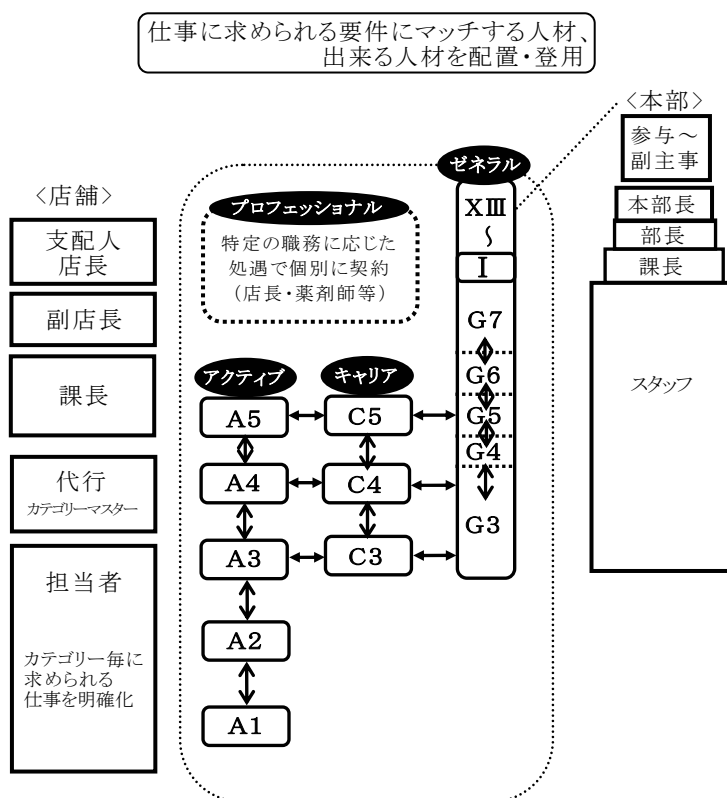 仕事に求められる要件にマッチする人材、
出来る人材を配置・登用
〈店舗〉
支配人
店長
副店長
課長
代行
カテゴリーマスター
担当者
カテゴリー毎に
求められる
仕事を明確化
プロフェッショナル
特定の職務に応じた
処遇で個別に契約
(店長・薬剤師等)
アクティブ
A5
A4
A3
A2
A1
キャリア
C5
C4
C3
ゼネラル
ⅩⅢ
~
Ⅰ
G7
G6
G5
G4
G3
〈本部〉
参与~
副主事
本部長
部長
課長
スタッフ